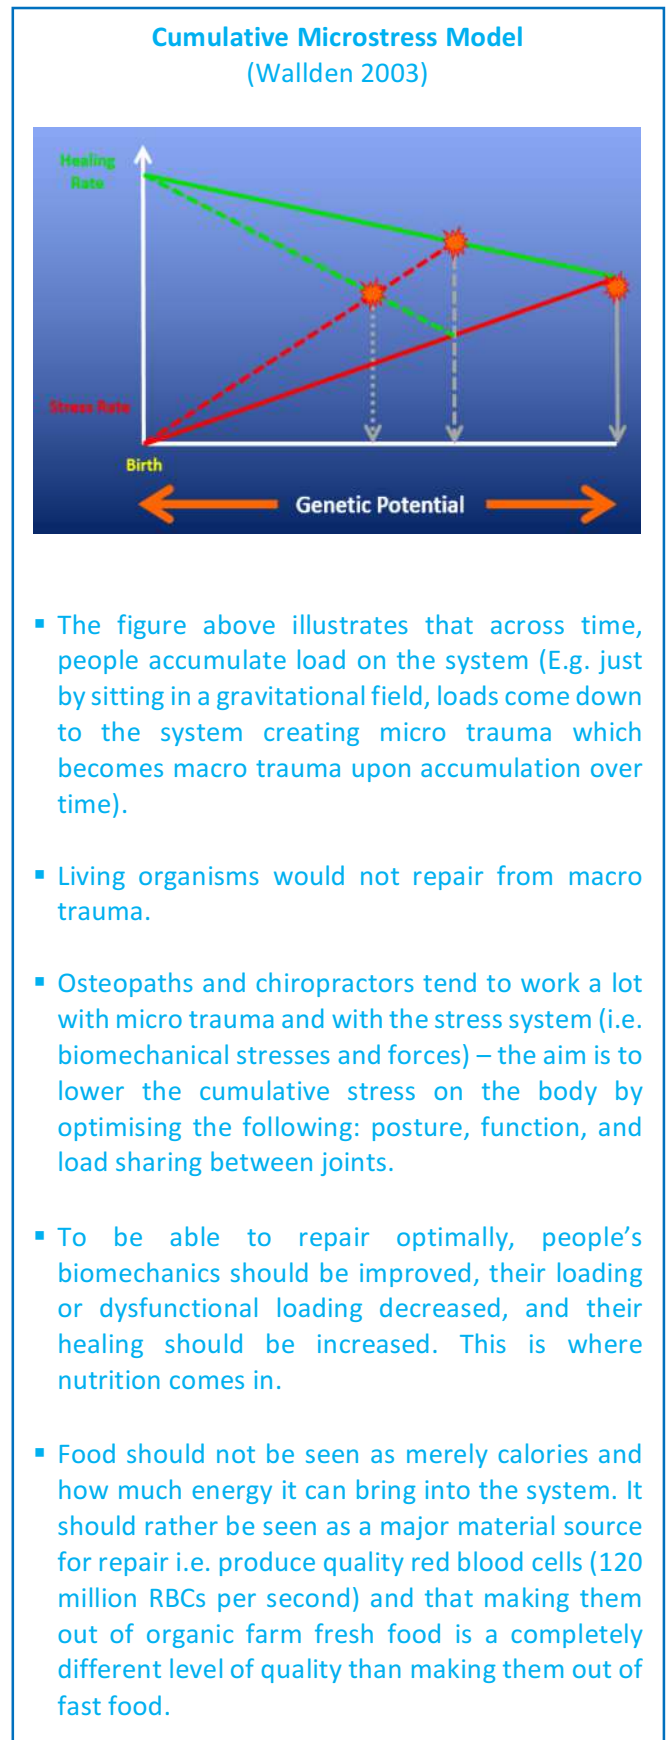 Cumulative Microstress Model
(Wallden 2003)
Healing
Rate
Stress Rate
Birth
Genetic Potential
▪ The figure above illustrates that across time,
people accumulate load on the system (E.g. just
by sitting in a gravitational field, loads come down
to the system creating micro trauma which
becomes macro trauma upon accumulation over
time).
▪ Living organisms would not repair from macro
trauma.
▪ Osteopaths and chiropractors tend to work a lot
with micro trauma and with the stress system (i.e.
biomechanical stresses and forces) – the aim is to
lower the cumulative stress on the body by
optimising the following: posture, function, and
load sharing between joints.
▪ To be able to repair optimally, people’s
biomechanics should be improved, their loading
or dysfunctional loading decreased, and their
healing should be increased. This is where
nutrition comes in.
▪ Food should not be seen as merely calories and
how much energy it can bring into the system. It
should rather be seen as a major material source
for repair i.e. produce quality red blood cells (120
million RBCs per second) and that making them
out of organic farm fresh food is a completely
different level of quality than making them out of
fast food.